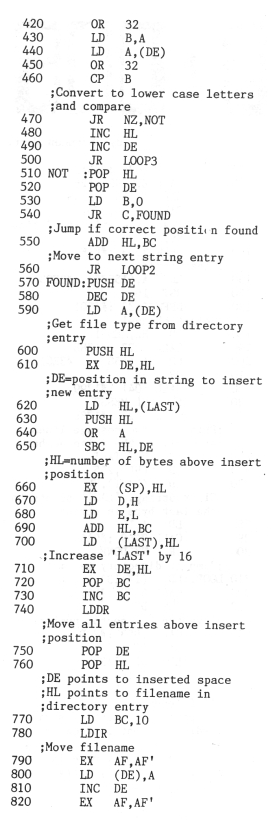 420 OR 32
430 LD B,A
440 LD A,(DE)
450 OR 32
460 CP B
;Convert to lower case letters
;and compare
470 JR NZ,NOT
480 INC HL
490 INC DE
500 JR LOOP3
510 NOT :POP HL
520 POP DE
530 LD B,0
540 JR C,FOUND
;Jump if correct position found
550 ADD HL,BC
;Move to next string entry
560 JR LOOP2
570 FOUND:PUSH DE
580 DEC DE
590 LD A,(DE)
;Get file type from directory
;entry
600 PUSH HL
610 EX DE,HL
;DE=position in string to insert
;new entry
620 LD HL,(LAST)
630 PUSH HL
640 OR A
650 SBC HL,DE
;HL=number of bytes above insert
;position
660 EX (SP),HL
670 LD D,H
680 LD E,L
690 ADD HL,BC
700 LD (LAST),HL
;Increase 'LAST' by 16
710 EX DE,HL
720 POP BC
730 INC BC
740 LDDR
;Move all entries above insert
;position
750 POP DE
760 POP HL
;DE points to inserted space
;HL points to filename in
;directory entry
770 LD BC,10
780 LDIR
;Move filename
790 EX AF,AF'
800 LD (DE),A
810 INC DE
820 EX AF,AF'